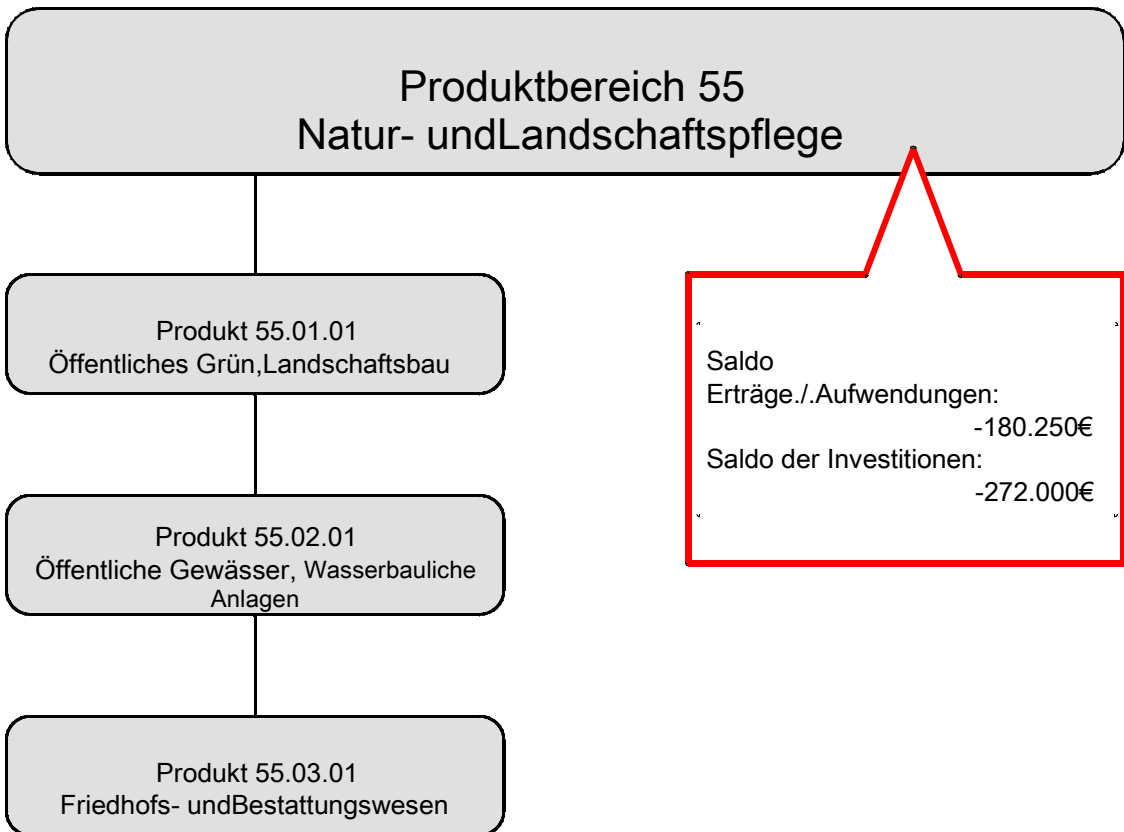 Produktbereich 55
Natur- undLandschaftspflege
Produkt 55.01.01
Öffentliches Grün,Landschaftsbau
Saldo
Erträge./.Aufwendungen:
-180.250€
Saldo der Investitionen:
-272.000€
Produkt 55.02.01
Öffentliche Gewässer, Wasserbauliche
Anlagen
Produkt 55.03.01
Friedhofs- undBestattungswesen